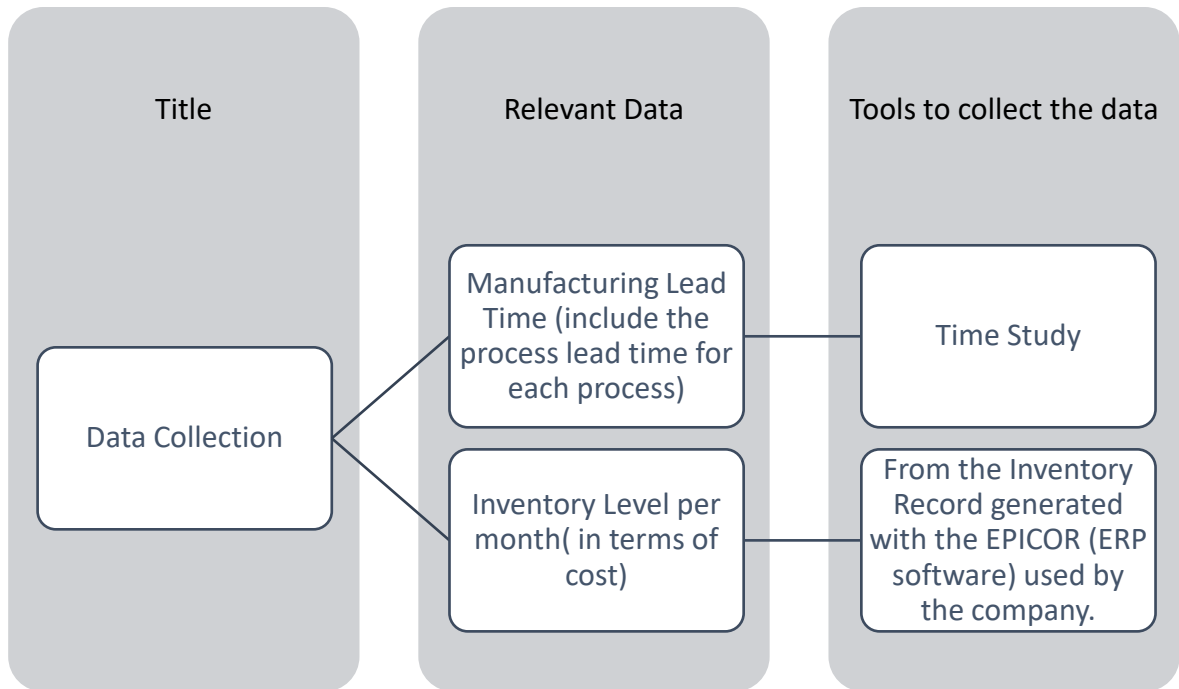 Title
Relevant Data
Tools to collect the data
Data Collection
Manufacturing Lead
Time (include the
process lead time for
each process)
Time Study
Inventory Level per
month( in terms of
cost)
From the Inventory
Record generated
with the EPICOR (ERP
software) used by
the company.